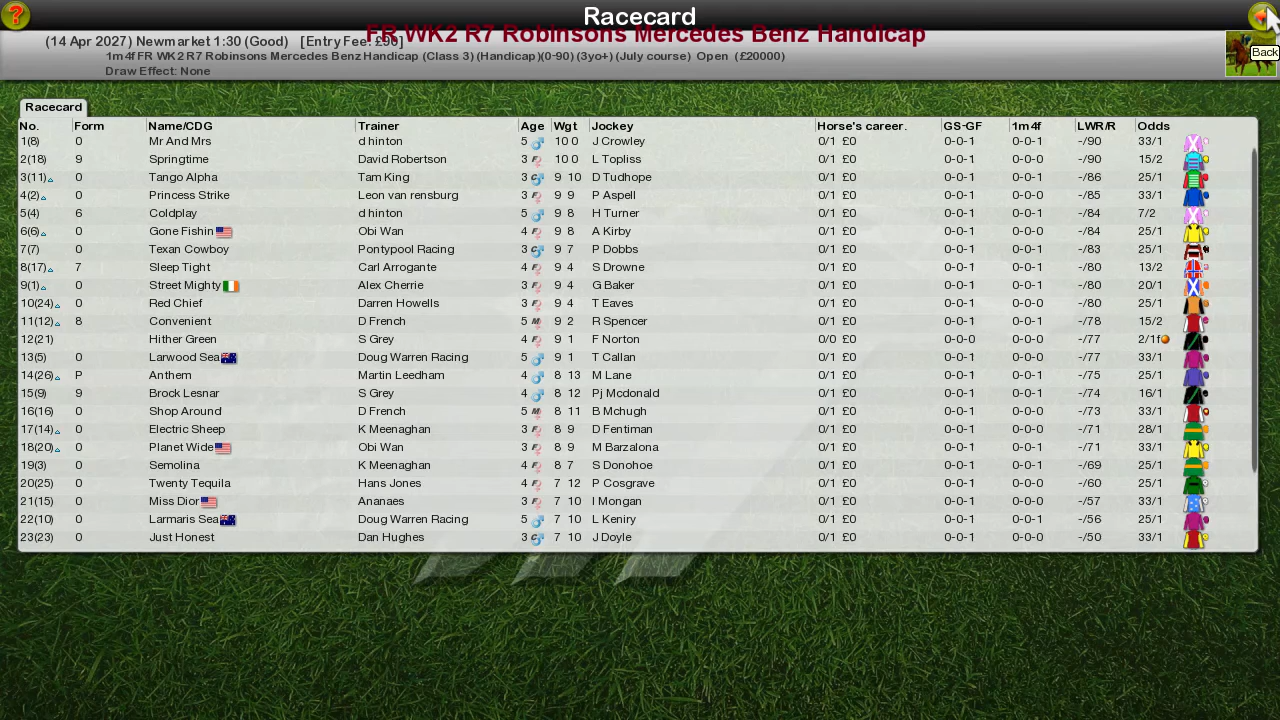 ?
Racecard
FR WK2 R7 Robinsons Mercedes Benz Handicap
(14 Apr 2027) Newmarket 1:30 (Good) [Entry Fee: £90]
1m4f FR WK2 R7 Robinsons Mercedes Benz Handicap (Class 3) (Handicap)(0-90) (3yo+) (July course) Open (£20000)
Back
Draw Effect: None
Racecard
No. Form Name/CDG Trainer Age Wgt Jockey Horse's career. GS-GF 1m4f LWR/R Odds
1(8) 0 Mr And Mrs d hinton 5 10 0 J Crowley 0/1 £0 0-0-1 0-0-1 -/90 33/1
2(18) 9 Springtime David Robertson 3 F 10 0 L Topliss 0/1 £0 0-0-1 0-0-0 -/90 15/2
3(11) 0 Tango Alpha Tam King 3 C 9 10 D Tudhope 0/1 £0 0-0-1 0-0-1 -/86 25/1
4(2) 0 Princess Strike Leon van rensburg 3 F 9 9 P Aspell 0/1 £0 0-0-1 0-0-0 -/85 33/1
5(4) 6 Coldplay d hinton 5 9 8 H Turner 0/1 £0 0-0-1 0-0-1 -/84 7/2
6(6) 0 Gone Fishin Obi Wan 4 F 9 8 A Kirby 0/1 £0 0-0-1 0-0-1 -/84 25/1
7(7) 0 Texan Cowboy Pontypool Racing 3 C 9 7 P Dobbs 0/1 £0 0-0-1 0-0-1 -/83 25/1
8(17) 7 Sleep Tight Carl Arrogante 4 F 9 4 S Drowne 0/1 £0 0-0-1 0-0-1 -/80 13/2
9(1) 0 Street Mighty Alex Cherrie 3 F 9 4 G Baker 0/1 £0 0-0-1 0-0-1 -/80 20/1
10(24) 0 Red Chief Darren Howells 3 F 9 4 T Eaves 0/1 £0 0-0-1 0-0-0 -/80 25/1
11(12) 8 Convenient D French 5 M 9 2 R Spencer 0/1 £0 0-0-1 0-0-1 -/78 15/2
12(21) Hither Green S Grey 4 F 9 1 F Norton 0/0 £0 0-0-0 0-0-0 -/77 2/1f
13(5) 0 Larwood Sea Doug Warren Racing 5 9 1 T Callan 0/1 £0 0-0-1 0-0-1 -/77 33/1
14(26) P Anthem Martin Leedham 4 8 13 M Lane 0/1 £0 0-0-1 0-0-1 -/75 25/1
15(9) 9 Brock Lesnar S Grey 4 8 12 Pj Mcdonald 0/1 £0 0-0-1 0-0-0 -/74 16/1
16(16) 0 Shop Around D French 5 M 8 11 B Mchugh 0/1 £0 0-0-1 0-0-1 -/73 33/1
17(14) 0 Electric Sheep K Meenaghan 3 F 8 9 D Fentiman 0/1 £0 0-0-1 0-0-0 -/71 28/1
18(20) 0 Planet Wide Obi Wan 3 F 8 9 M Barzalona 0/1 £0 0-0-1 0-0-0 -/71 33/1
19(3) 0 Semolina K Meenaghan 4 F 8 7 S Donohoe 0/1 £0 0-0-1 0-0-0 -/69 25/1
20(25) 0 Twenty Tequila Hans Jones 4 F 7 12 P Cosgrave 0/1 £0 0-0-1 0-0-1 -/60 25/1
21(15) 0 Miss Dior Ananaes 3 F 7 10 I Mongan 0/1 £0 0-0-1 0-0-0 -/57 33/1
22(10) 0 Larmaris Sea Doug Warren Racing 5 7 10 L Keniry 0/1 £0 0-0-1 0-0-0 -/56 25/1
23(23) 0 Just Honest Dan Hughes 3 C 7 10 J Doyle 0/1 £0 0-0-1 0-0-0 -/50 33/1